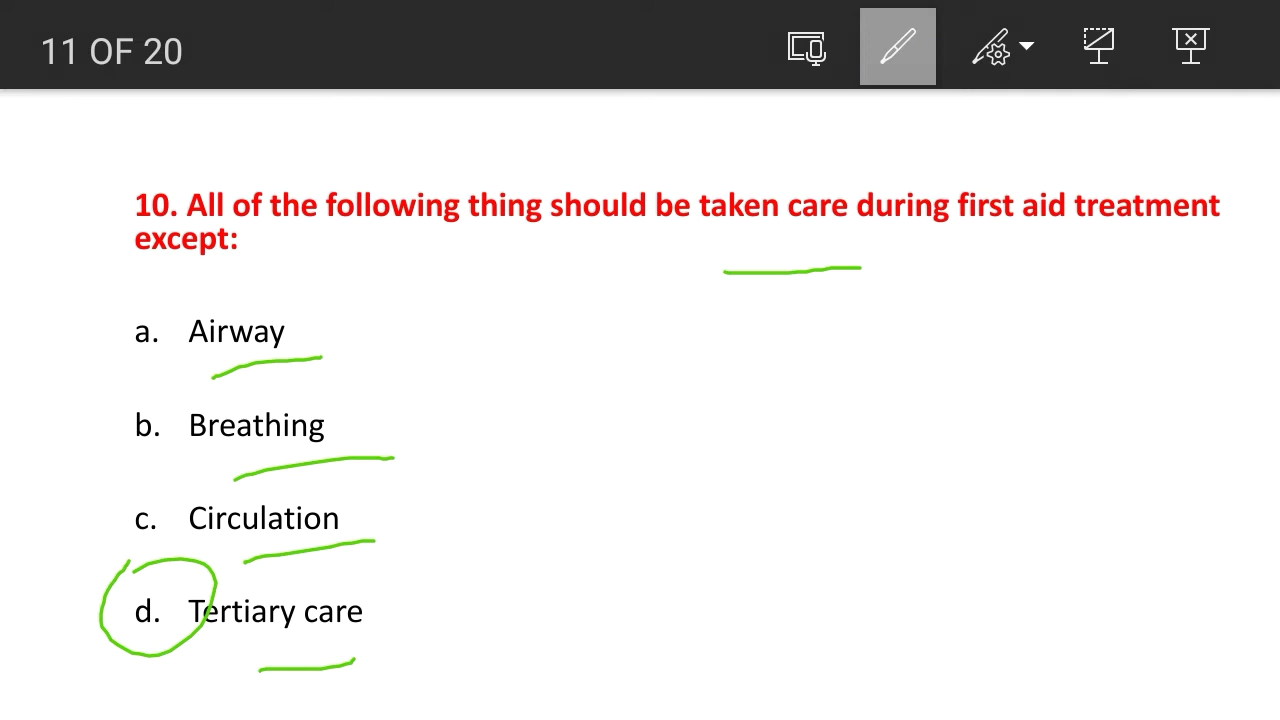 11 OF 20
10. All of the following thing should be taken care during first aid treatment
except:
a. Airway
b. Breathing
c. Circulation
d. Tertiary care